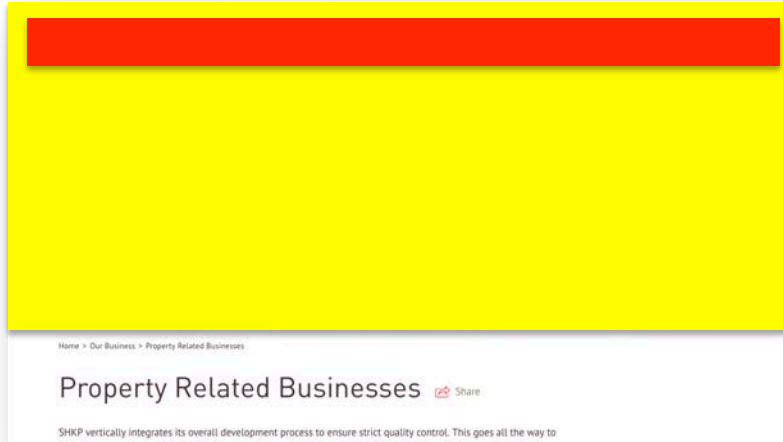 Home > Our Business > Property Related Businesses
Property Related Businesses Share
SHKP vertically integrates its overall development process to ensure strict quality control. This goes all the way to